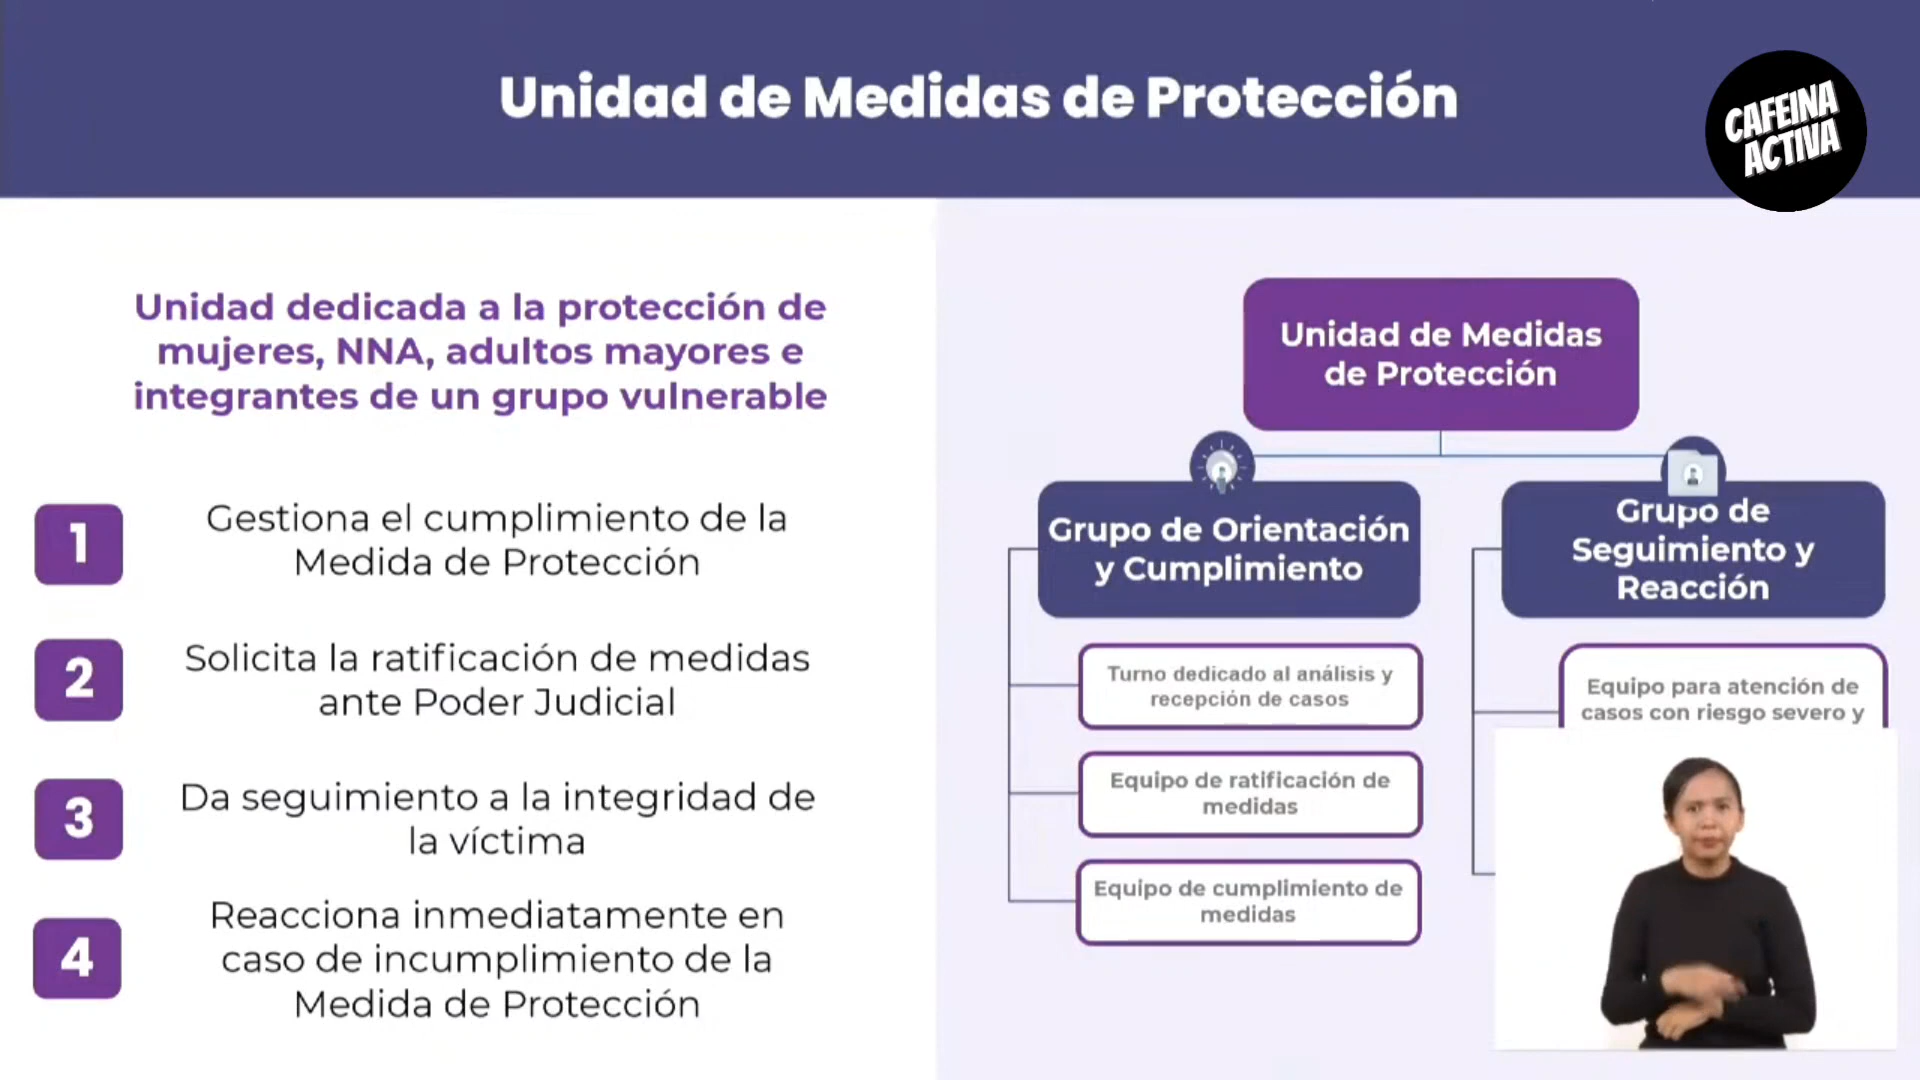 Unidad de Medidas de Protección
CAFEINA
ACTIVA
Unidad dedicada a la protección de
mujeres, NNA, adultos mayores e
integrantes de un grupo vulnerable
1
Gestiona el cumplimiento de la
Medida de Protección
2
Solicita la ratificación de medidas
ante Poder Judicial
3
Da seguimiento a la integridad de
la víctima
4
Reacciona inmediatamente en
caso de incumplimiento de la
Medida de Protección
Unidad de Medidas
de Protección
Grupo de Orientación
y Cumplimiento
Turno dedicado al análisis y
recepción de casos
Equipo de ratificación de
medidas
Equipo de cumplimiento de
medidas
Grupo de
Seguimiento y
Reacción
Equipo para atención de
casos con riesgo severo y